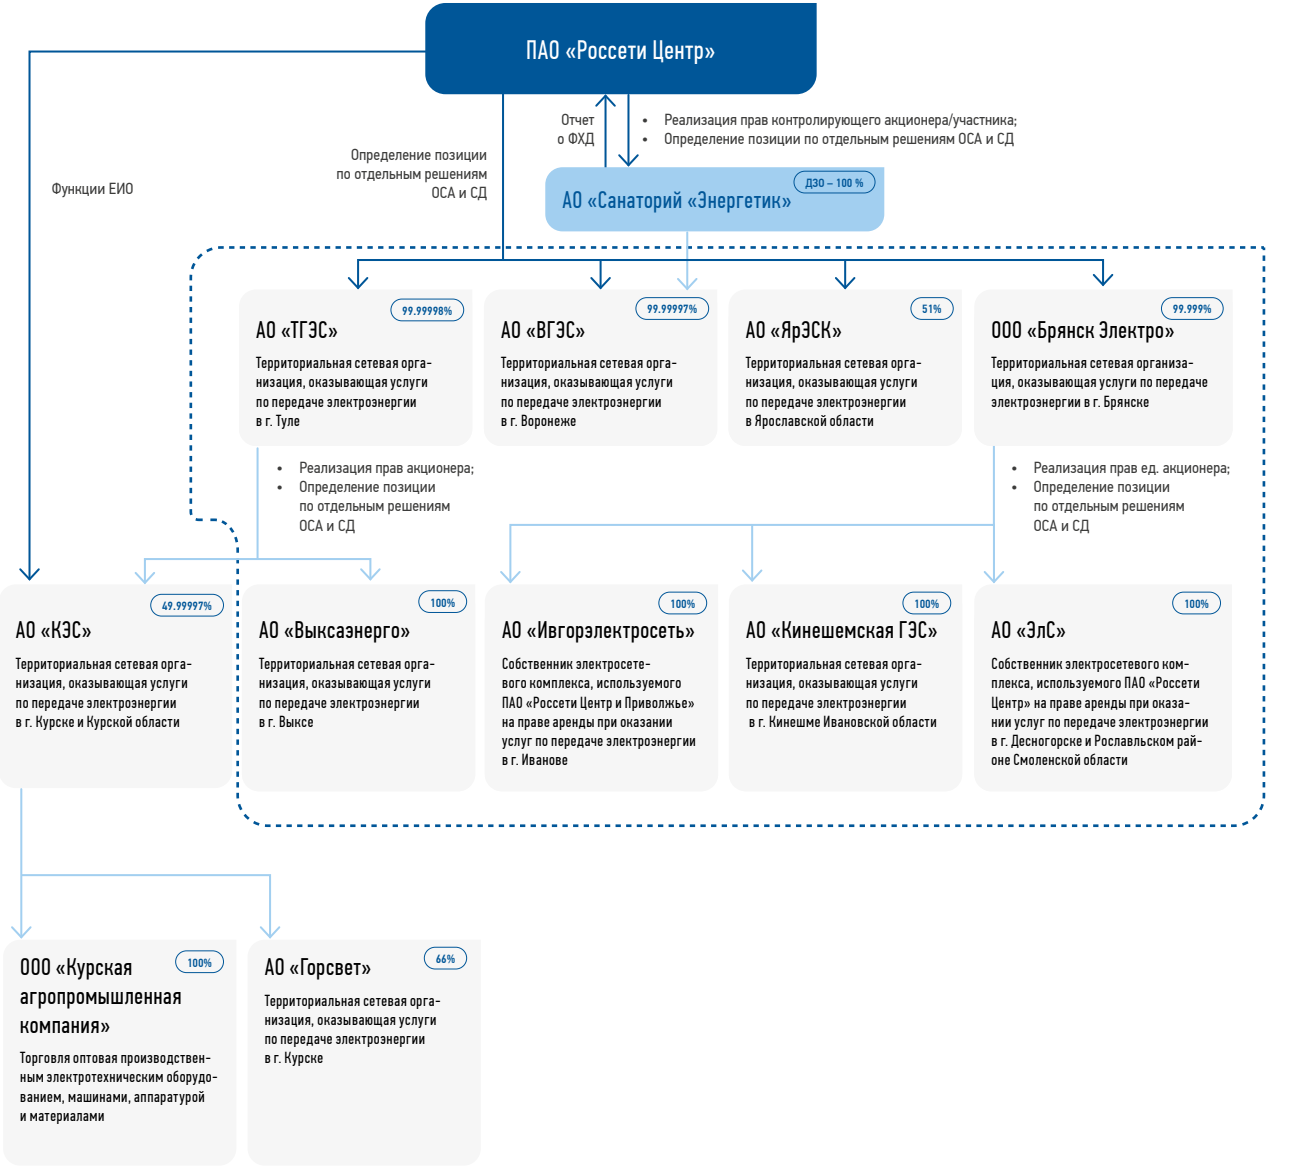 ПАО «Россети Центр»
Отчет
о ФХД
• Реализация прав контролирующего акционера/участника;
• Определение позиции по отдельным решениям ОСА и СД
Определение позиции
по отдельным решениям
ОСА и СД
Функции ЕИО
ДЗО – 100 %
АО «Санаторий «Энергетик»
99.99998%
АО «ТГЭС»
Территориальная сетевая орга-
низация, оказывающая услуги
по передаче электроэнергии
в г. Туле
99.99997%
АО «ВГЭС»
Территориальная сетевая орга-
низация, оказывающая услуги
по передаче электроэнергии
в г. Воронеже
51%
АО «ЯрЭСК»
Территориальная сетевая орга-
низация, оказывающая услуги
по передаче электроэнергии
в Ярославской области
99.999%
ООО «Брянск Электро»
Территориальная сетевая организа-
ция, оказывающая услуги по передаче
электроэнергии в г. Брянске
• Реализация прав акционера;
• Определение позиции
по отдельным решениям
ОСА и СД
• Реализация прав ед. акционера;
• Определение позиции
по отдельным решениям
ОСА и СД
49.99997%
АО «КЭС»
Территориальная сетевая орга-
низация, оказывающая услуги
по передаче электроэнергии
в г. Курске и Курской области
100%
АО «Выксаэнерго»
Территориальная сетевая орга-
низация, оказывающая услуги
по передаче электроэнергии
в г. Выксе
100%
АО «Ивгорэлектросеть»
Собственник электросете-
вого комплекса, используемого
ПАО «Россети Центр и Приволжье»
на праве аренды при оказании
услуг по передаче электроэнергии
в г. Иванове
100%
АО «Кинешемская ГЭС»
Территориальная сетевая орга-
низация, оказывающая услуги
по передаче электроэнергии
в г. Кинешме Ивановской области
100%
АО «ЭлС»
Собственник электросетевого ком-
плекса, используемого ПАО «Россети
Центр» на праве аренды при оказа-
нии услуг по передаче электроэнергии
в г. Десногорске и Рославльском рай-
оне Смоленской области
100%
ООО «Курская
агропромышленная
компания»
Торговля оптовая производствен-
ным электротехническим оборудо-
ванием, машинами, аппаратурой
и материалами
66%
АО «Горсвет»
Территориальная сетевая орга-
низация, оказывающая услуги
по передаче электроэнергии
в г. Курске